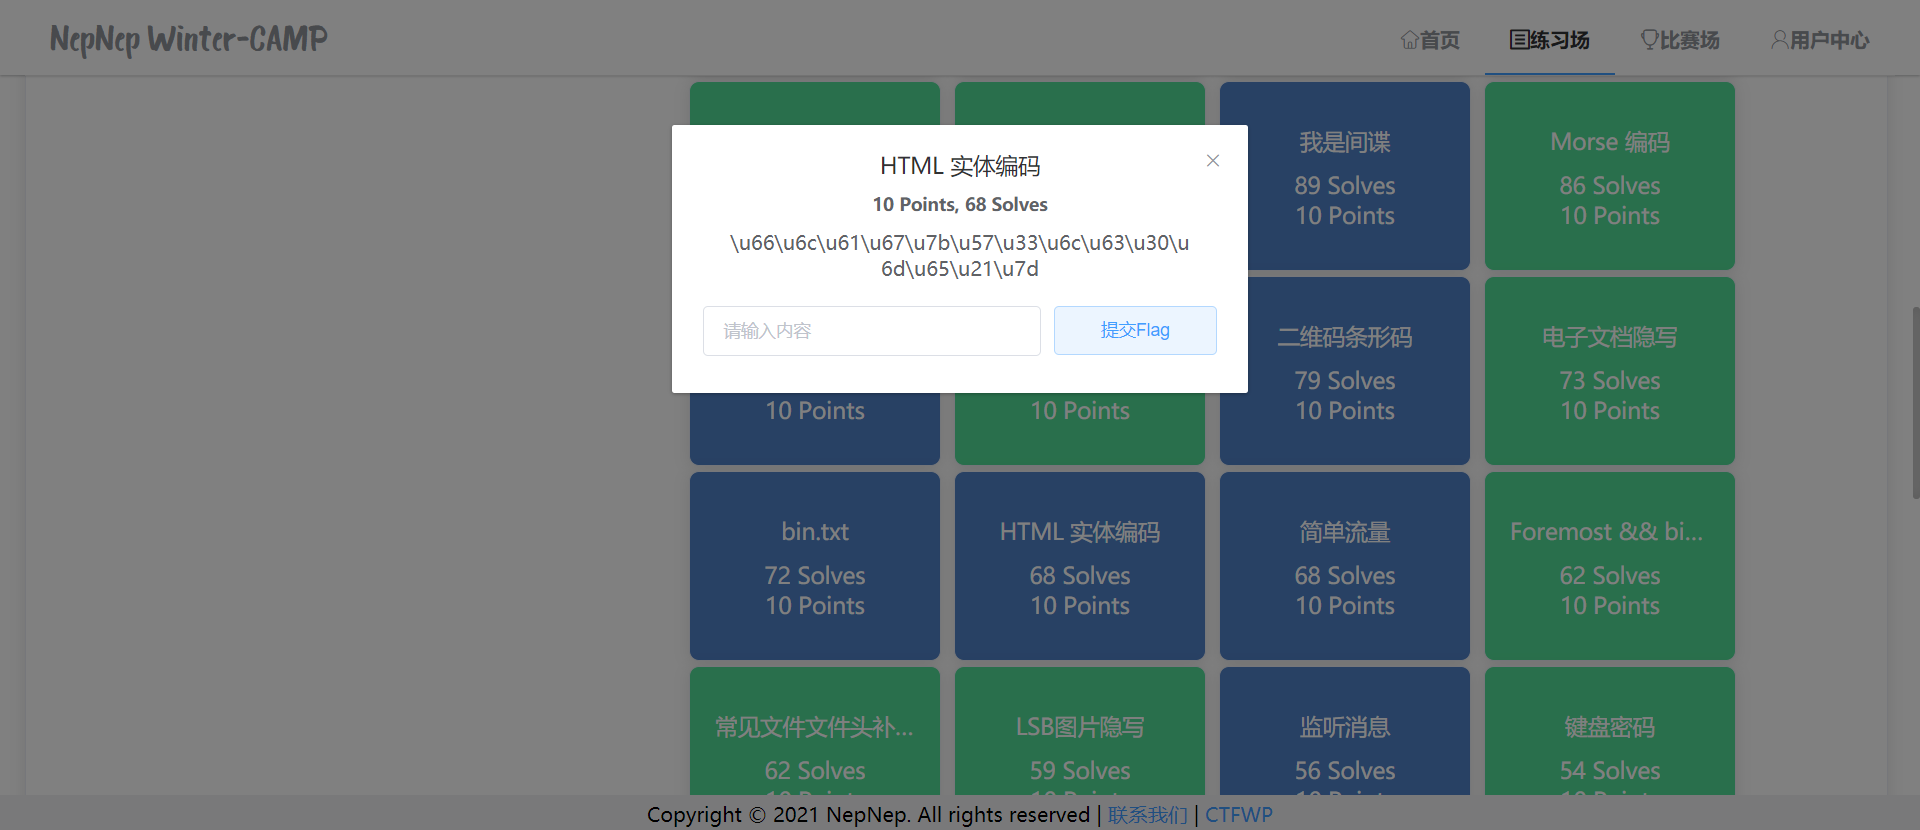 NepNep Winter-CAMP
首页
练习场
比赛场
用户中心
我是间谍
89 Solves
10 Points
Morse 编码
86 Solves
10 Points
HTML 实体编码
10 Points, 68 Solves
\u66\u6c\u61\u67\u7b\u57\u33\u6c\u63\u30\u
6d\u65\u21\u7d
请输入内容
提交Flag
10 Points
10 Points
二维码条形码
79 Solves
10 Points
电子文档隐写
73 Solves
10 Points
bin.txt
72 Solves
10 Points
HTML 实体编码
68 Solves
10 Points
简单流量
68 Solves
10 Points
Foremost && bi...
62 Solves
10 Points
常见文件文件头补...
62 Solves
LSB图片隐写
59 Solves
监听消息
56 Solves
键盘密码
54 Solves
Copyright © 2021 NepNep. All rights reserved | 联系我们 | CTFWP